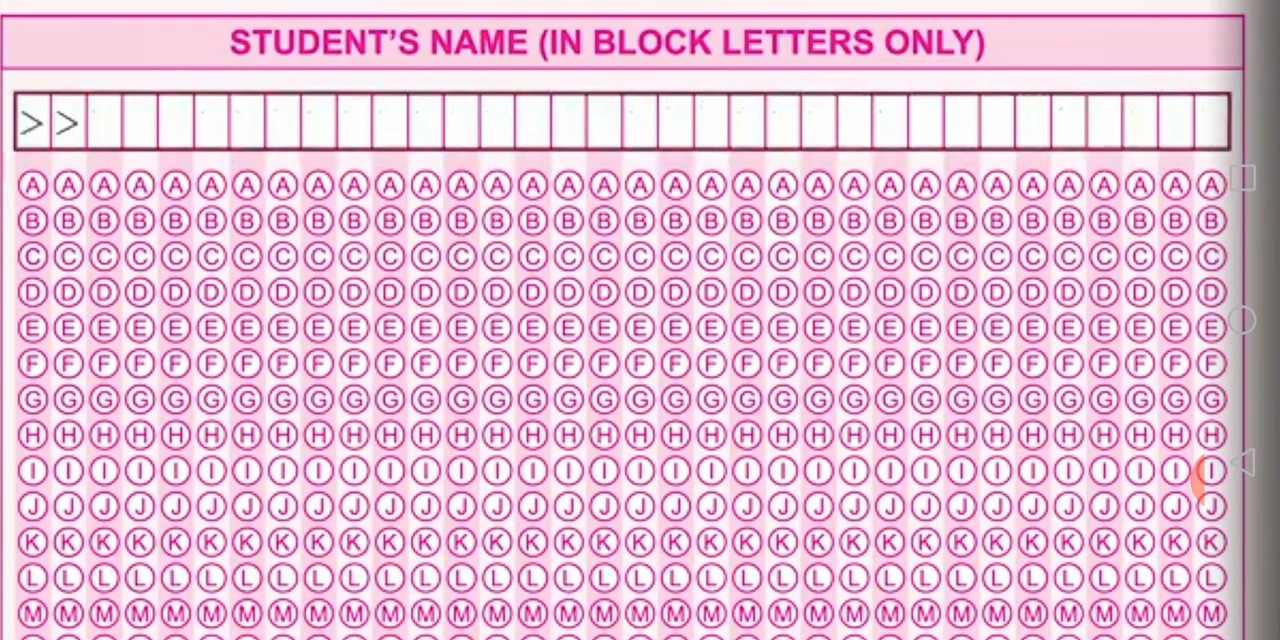 STUDENT'S NAME (IN BLOCK LETTERS ONLY)
> >
A A A A A A A A A A A A A A A A A A A A A A A A A A A A A A A A A A
B B B B B B B B B B B B B B B B B B B B B B B B B B B B B B B B B B
C C C C C C C C C C C C C C C C C C C C C C C C C C C C C C C C C C
D D D D D D D D D D D D D D D D D D D D D D D D D D D D D D D D D D
E E E E E E E E E E E E E E E E E E E E E E E E E E E E E E E E E E
F F F F F F F F F F F F F F F F F F F F F F F F F F F F F F F F F F
G G G G G G G G G G G G G G G G G G G G G G G G G G G G G G G G G G
H H H H H H H H H H H H H H H H H H H H H H H H H H H H H H H H H H
I I I I I I I I I I I I I I I I I I I I I I I I I I I I I I I I I I
J J J J J J J J J J J J J J J J J J J J J J J J J J J J J J J J J J
K K K K K K K K K K K K K K K K K K K K K K K K K K K K K K K K K K
L L L L L L L L L L L L L L L L L L L L L L L L L L L L L L L L L L
M M M M M M M M M M M M M M M M M M M M M M M M M M M M M M M M M M